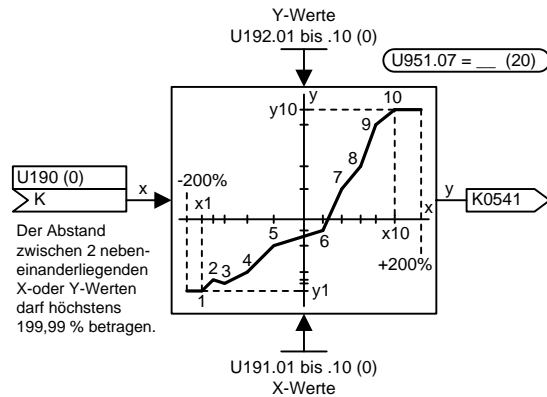 Y-Werte
U192.01 bis .10 (0)
U951.07 = __ (20)
y10
y
10
9
8
7
U190 (0)
K
x
-200%
x1
5
6
x
x10
+200%
y
K0541
Der Abstand
zwischen 2 neben-
einanderliegenden
X-oder Y-Werten
darf höchstens
199,99 % betragen.
2
3
4
1
y1
U191.01 bis .10 (0)
X-Werte